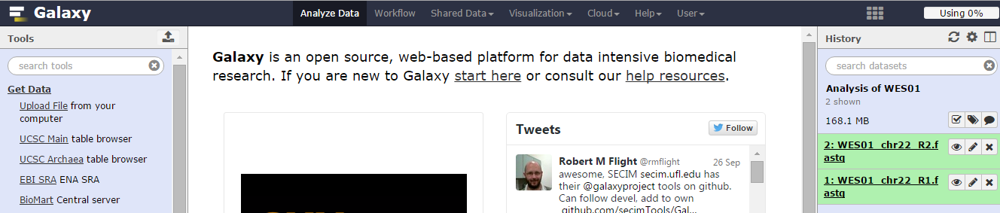 Galaxy
Analyze Data Workflow Shared Data Visualization Cloud Help User
Using 0%
Tools
search tools
Get Data
Upload File from your
computer
UCSC Main table browser
UCSC Archaea table browser
EBI SRA ENA SRA
BioMart Central server
Galaxy is an open source, web-based platform for data intensive biomedical
research. If you are new to Galaxy start here or consult our help resources.
Tweets
Follow
Robert M Flight @rmflight 26 Sep
awesome, SECIM secim.ufl.edu has
their @galaxyproject tools on github.
Can follow devel, add to own
github.com/secimTools/Gal...
History
search datasets
Analysis of WES01
2 shown
168.1 MB
2: WES01_chr22_R2.f
astq
1: WES01_chr22_R1.f
astq